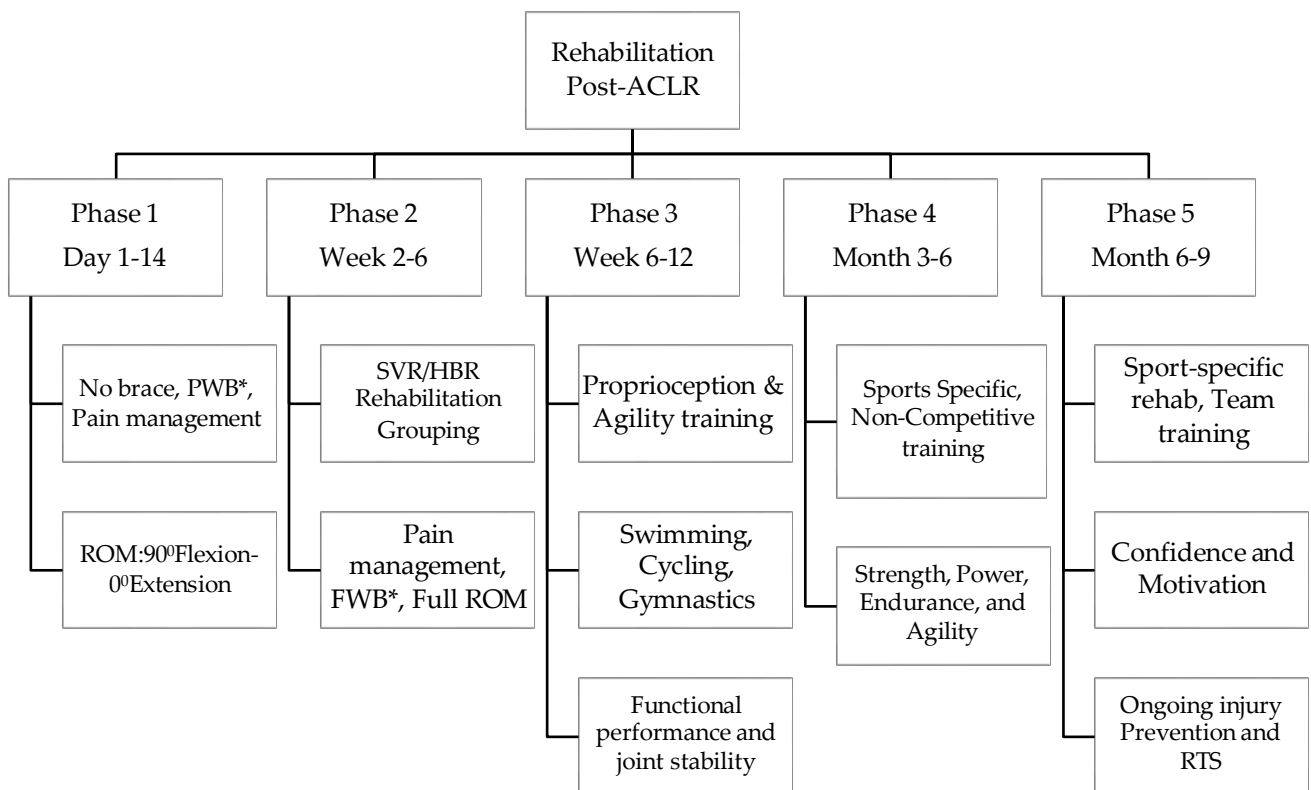 Rehabilitation
Post-ACLR
Phase 1
Day 1-14
Phase 2
Week 2-6
Phase 3
Week 6-12
Phase 4
Month 3-6
Phase 5
Month 6-9
No brace, PWB*,
Pain management
ROM:90⁰Flexion-
0⁰Extension
SVR/HBR
Rehabilitation
Grouping
Pain
management,
FWB*, Full ROM
Proprioception &
Agility training
Swimming,
Cycling,
Gymnastics
Functional
performance and
joint stability
Sports Specific,
Non-Competitive
training
Strength, Power,
Endurance, and
Agility
Sport-specific
rehab, Team
training
Confidence and
Motivation
Ongoing injury
Prevention and
RTS